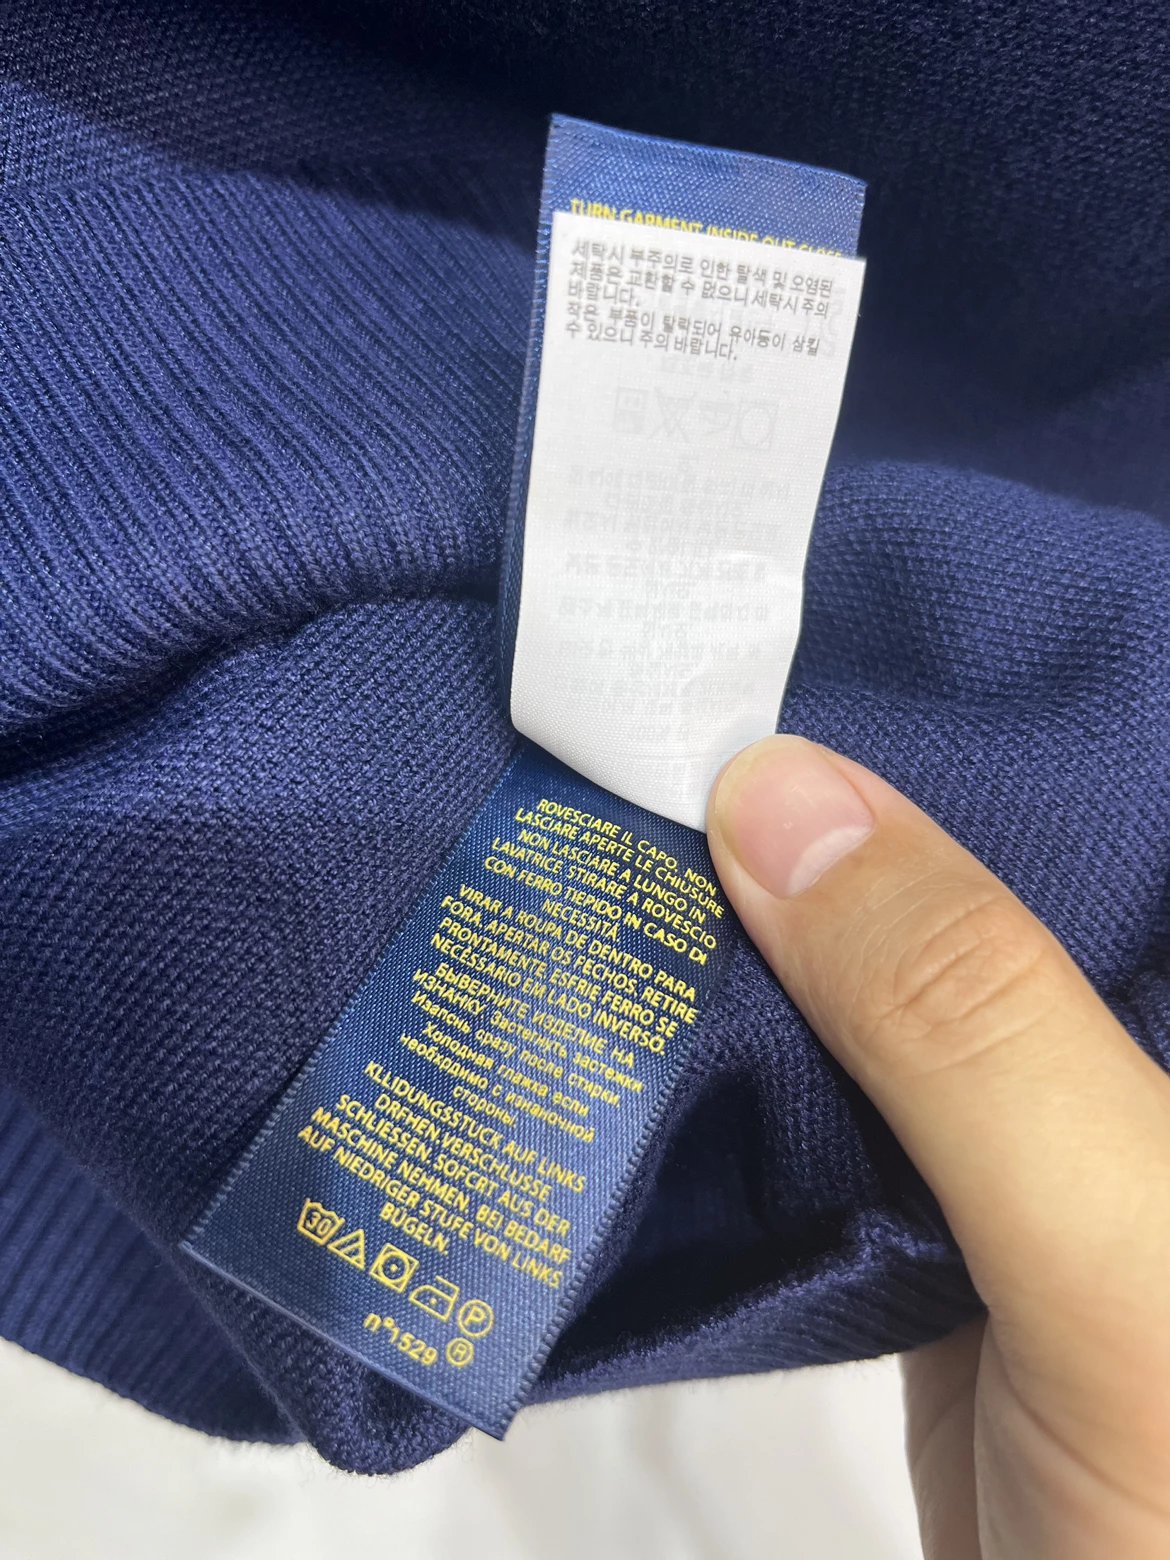 TURN GARMENT INSIDE OUT CLOSE
세탁시 부주의로 인한 탈색 및 오염된
제품은 교환할 수 없으니 세탁시 주의
바랍니다.
작은 부품이 탈락되어 유아등이 삼킬
수 있으니 주의 바랍니다.
ROVESCIARE IL CAPO. NON
LASCIARE APERTE LE CHIUSURE
NON LASCIARE A LUNGO IN
LAVATRICE. STIRARE A ROVESCIO
CON FERRO TIEPIDO IN CASO DI
NECESSITÀ
VIRAR A ROUPA DE DENTRO PARA
FORA. APERTAR OS FECHOS. RETIRE
PRONTAMENTE. ESFRIE FERRO SE
NECESSARIO EM LADO INVERSO.
ВЫВЕРНИТЕ ИЗДЕЛИЕ НА
ИЗНАНКУ. Застегнуть застежки
Извлечь сразу после стирки
Холодная глажка если
необходимо с изнаночной
стороны
KLLIDUNGSSTUCK AUF LINKS
DREHEN VERSCHLUSSE
SCHLIESSEN. SOFCRT AUS DER
MASCHINE NEHMEN. BEI BEDARF
AUF NIEDRIGER STUFE VON LINKS
BÜGELN.
30
P
n°1529 R